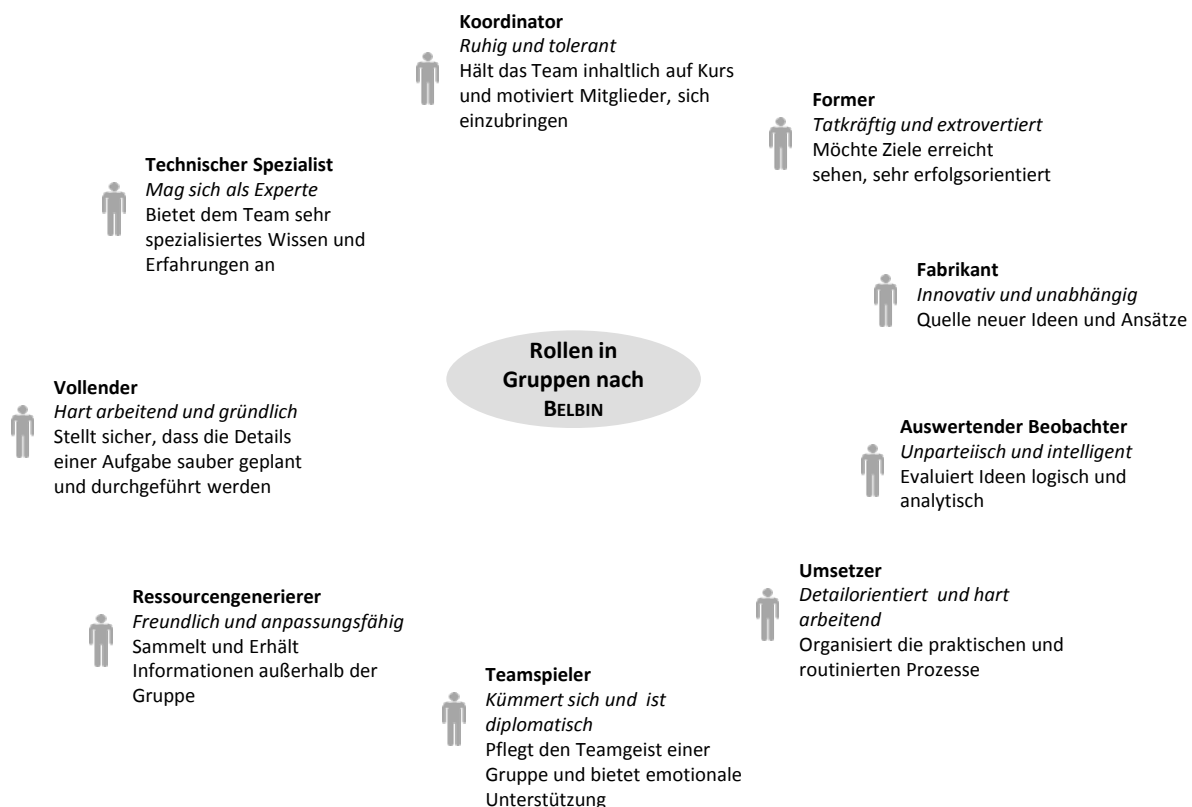 Koordinator
Ruhig und tolerant
Hält das Team inhaltlich auf Kurs
und motiviert Mitglieder, sich
einzubringen
Former
Tatkräftig und extrovertiert
Möchte Ziele erreicht
sehen, sehr erfolgsorientiert
Technischer Spezialist
Mag sich als Experte
Bietet dem Team sehr
spezialisiertes Wissen und
Erfahrungen an
Fabrikant
Innovativ und unabhängig
Quelle neuer Ideen und Ansätze
Rollen in
Gruppen nach
BELBIN
Vollender
Hart arbeitend und gründlich
Stellt sicher, dass die Details
einer Aufgabe sauber geplant
und durchgeführt werden
Auswertender Beobachter
Unparteiisch und intelligent
Evaluiert Ideen logisch und
analytisch
Umsetzer
Detailorientiert und hart
arbeitend
Organisiert die praktischen und
routinierten Prozesse
Ressourcengenerierer
Freundlich und anpassungsfähig
Sammelt und Erhält
Informationen außerhalb der
Gruppe
Teamspieler
Kümmert sich und ist
diplomatisch
Pflegt den Teamgeist einer
Gruppe und bietet emotionale
Unterstützung